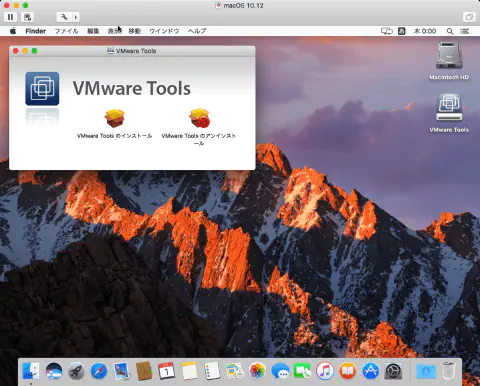 macOS 10.12
Finder ファイル 編集 表示 移動 ウインドウ ヘルプ 木 0:00
VMware Tools
VMware Tools
VMware Tools のインストール
VMware Tools のアンインスト
ール
Macintosh HD
VMware Tools
1